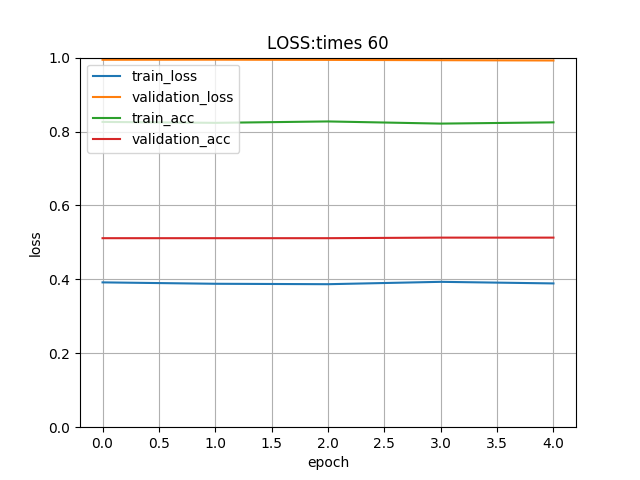 LOSS:times 60
1.0
0.8
0.6
0.4
0.2
0.0
loss
train_loss
validation_loss
train_acc
validation_acc
0.0 0.5 1.0 1.5 2.0 2.5 3.0 3.5 4.0
epoch